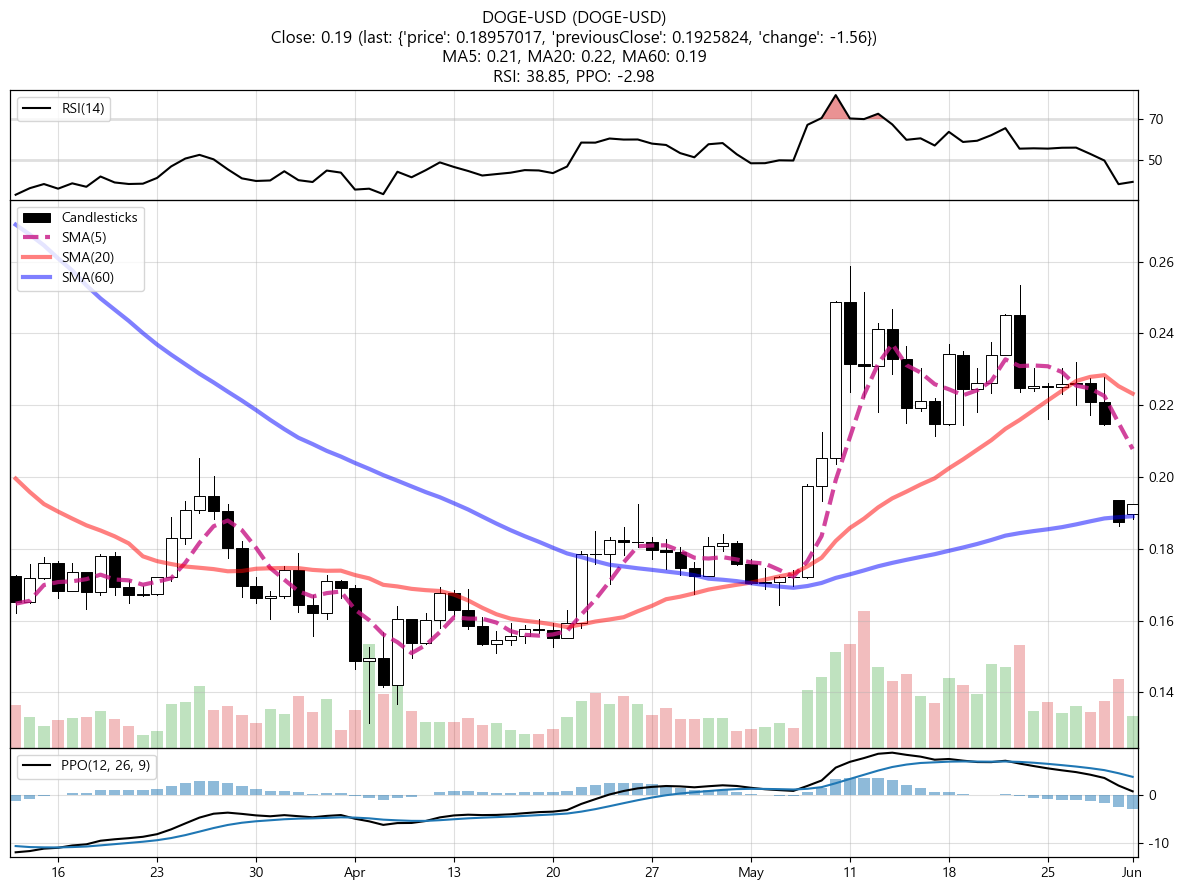 DOGE-USD (DOGE-USD)
Close: 0.19 (last: {'price': 0.18957017, 'previousClose': 0.1925824, 'change': -1.56})
MA5: 0.21, MA20: 0.22, MA60: 0.19
RSI: 38.85, PPO: -2.98
RSI(14)
70
50
Candlesticks
SMA(5)
SMA(20)
SMA(60)
0.26
0.24
0.22
0.20
0.18
0.16
0.14
PPO(12, 26, 9)
0
-10
16 23 30 Apr 13 20 27 May 11 18 25 Jun